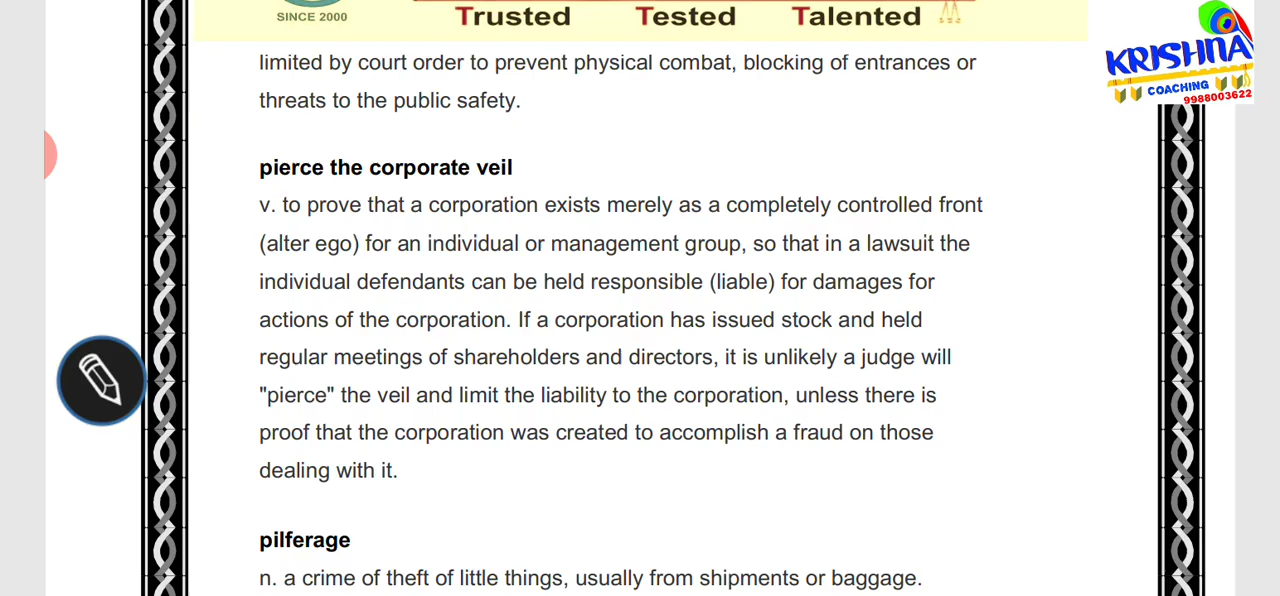 SINCE 2000
Trusted Tested Talented
KRISHNA
COACHING
9988003622
limited by court order to prevent physical combat, blocking of entrances or
threats to the public safety.
pierce the corporate veil
v. to prove that a corporation exists merely as a completely controlled front
(alter ego) for an individual or management group, so that in a lawsuit the
individual defendants can be held responsible (liable) for damages for
actions of the corporation. If a corporation has issued stock and held
regular meetings of shareholders and directors, it is unlikely a judge will
"pierce" the veil and limit the liability to the corporation, unless there is
proof that the corporation was created to accomplish a fraud on those
dealing with it.
pilferage
n. a crime of theft of little things, usually from shipments or baggage.